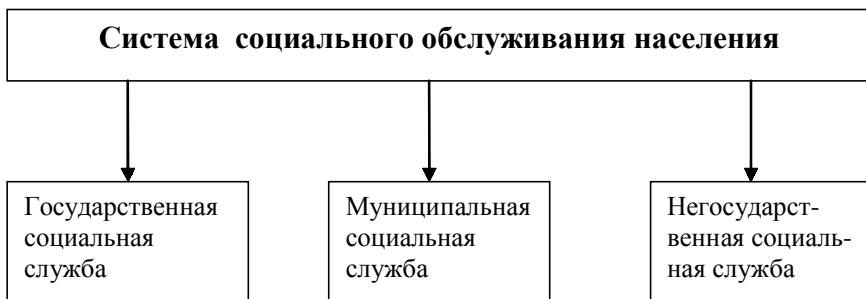 Система социального обслуживания населения
Государственная
социальная
служба
Муниципальная
социальная
служба
Негосударст-
венная социаль-
ная служба